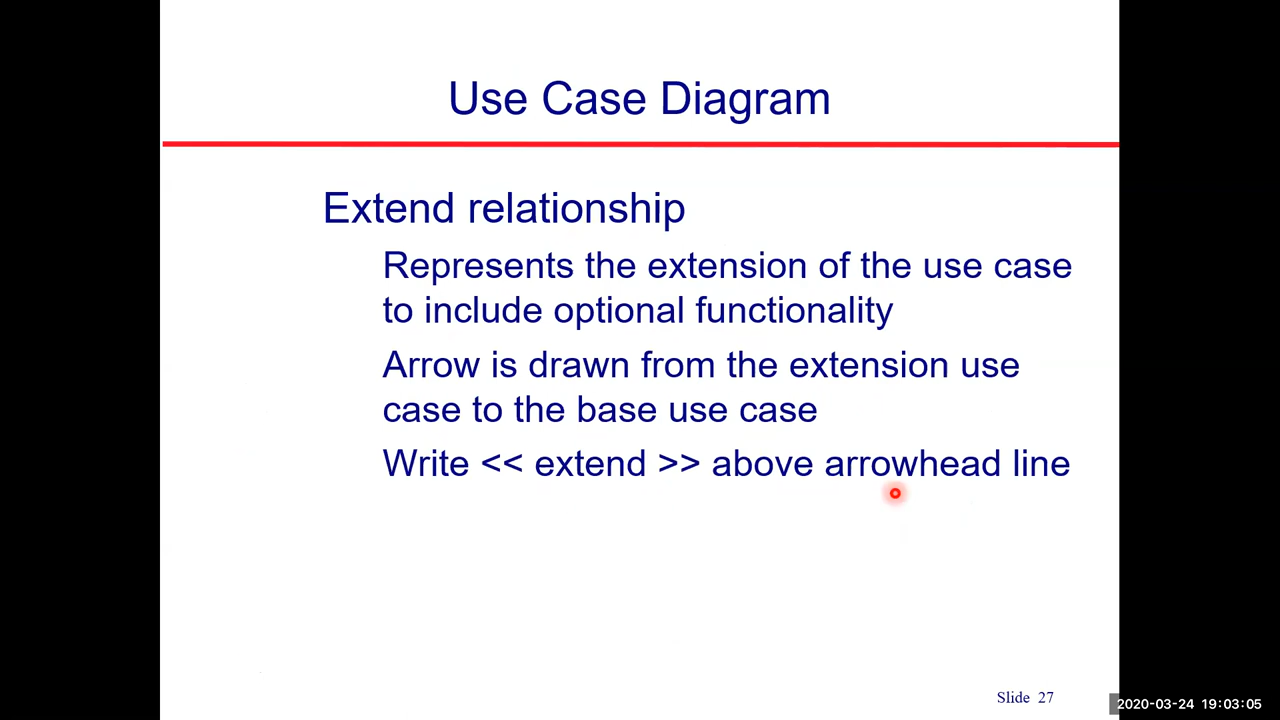 Use Case Diagram
Extend relationship
Represents the extension of the use case
to include optional functionality
Arrow is drawn from the extension use
case to the base use case
Write << extend >> above arrowhead line
Slide 27
2020-03-24 19:03:05